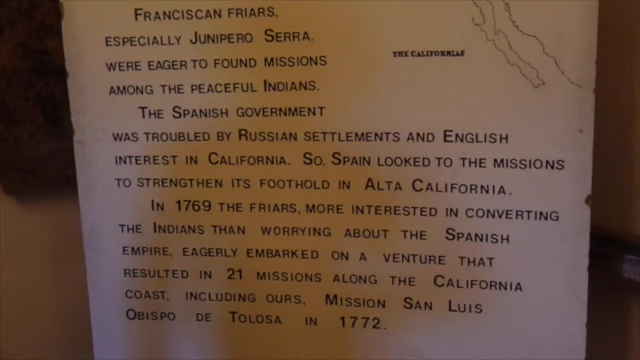 Franciscan friars,
especially Junipero Serra,
were eager to found missions
among the peaceful Indians.
THE CALIFORNIAS
The Spanish government
was troubled by Russian settlements and English
interest in California. So, Spain looked to the missions
to strengthen its foothold in Alta California.
In 1769 the friars, more interested in converting
the Indians than worrying about the Spanish
empire, eagerly embarked on a venture that
resulted in 21 missions along the California
coast, including ours, Mission San Luis
Obispo de Tolosa in 1772.